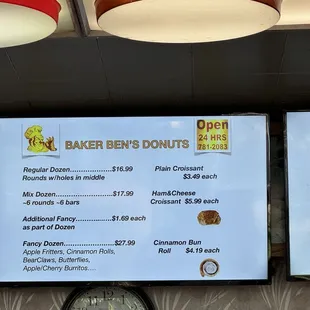 BAKER BEN'S DONUTS
Open
24 HRS
781-2083
Regular Dozen....................$16.99
Rounds w/holes in middle
Mix Dozen.........................$17.99
~6 rounds ~6 bars
Additional Fancy..............$1.69 each
as part of Dozen
Fancy Dozen.....................$27.99
Apple Fritters, Cinnamon Rolls,
BearClaws, Butterflies,
Apple/Cherry Burritos....
Plain Croissant
$3.49 each
Ham&Cheese
Croissant $5.99 each
Cinnamon Bun
Roll $4.19 each